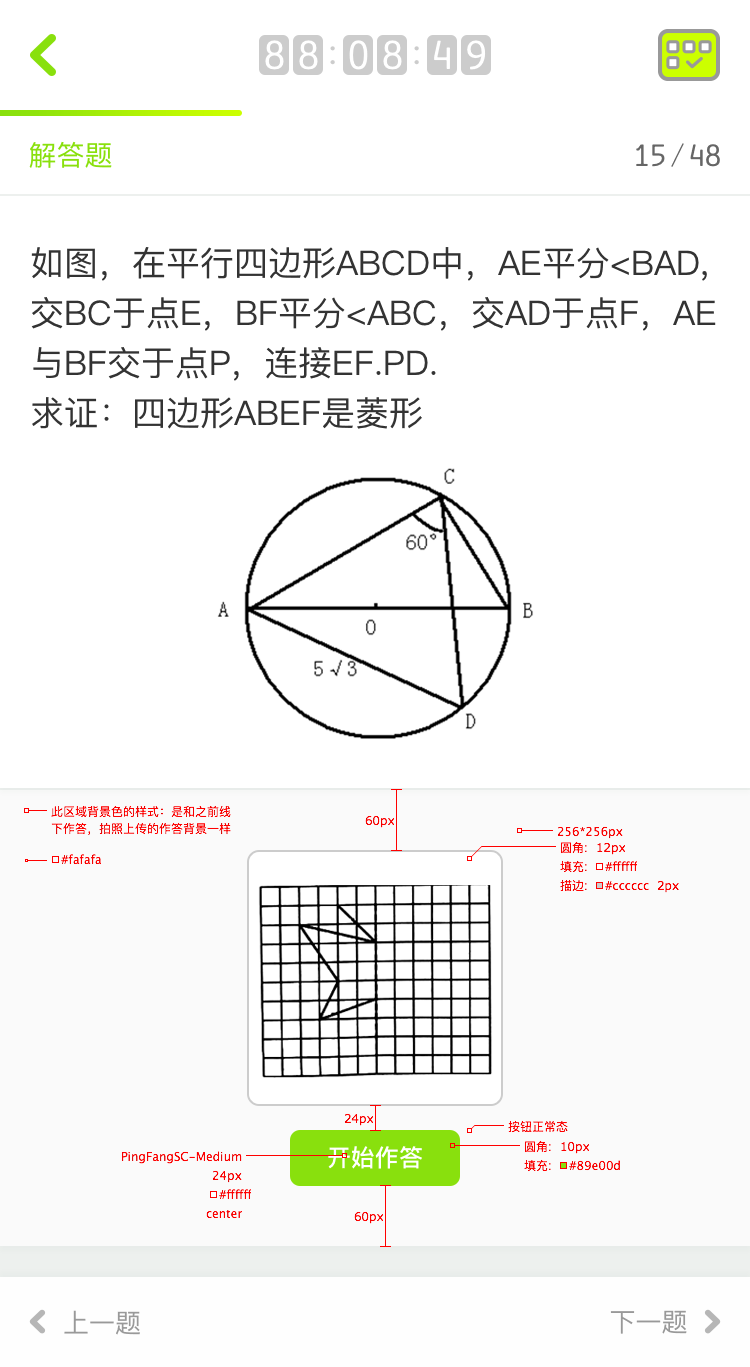 88:08:49
解答题
15/48
如图，在平行四边形ABCD中，AE平分<BAD,
交BC于点E，BF平分<ABC，交AD于点F，AE
与BF交于点P，连接EF.PD.
求证：四边形ABEF是菱形
C
60°
A
B
O
5√3
D
此区域背景色的样式：是和之前线
下作答，拍照上传的作答背景一样
#fafafa
60px
256*256px
圆角：12px
填充：#ffffff
描边：#cccccc 2px
24px
按钮正常态
圆角：10px
填充：#89e00d
开始作答
PingFangSC-Medium
24px
#ffffff
center
60px
上一题
下一题